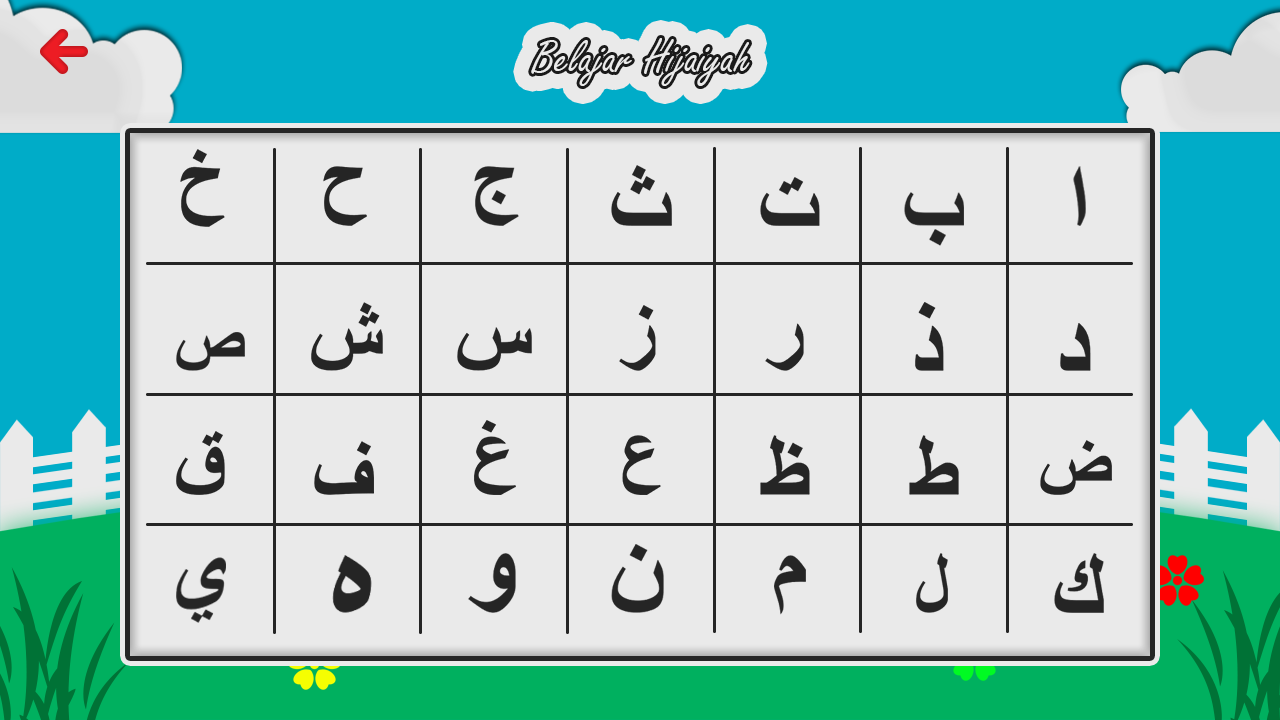 Belajar Hijaiyah
ا ب ت ث ج ح خ
د ذ ر ز س ش ص
ض ط ظ ع غ ف ق
ك ل م ن و ه ي